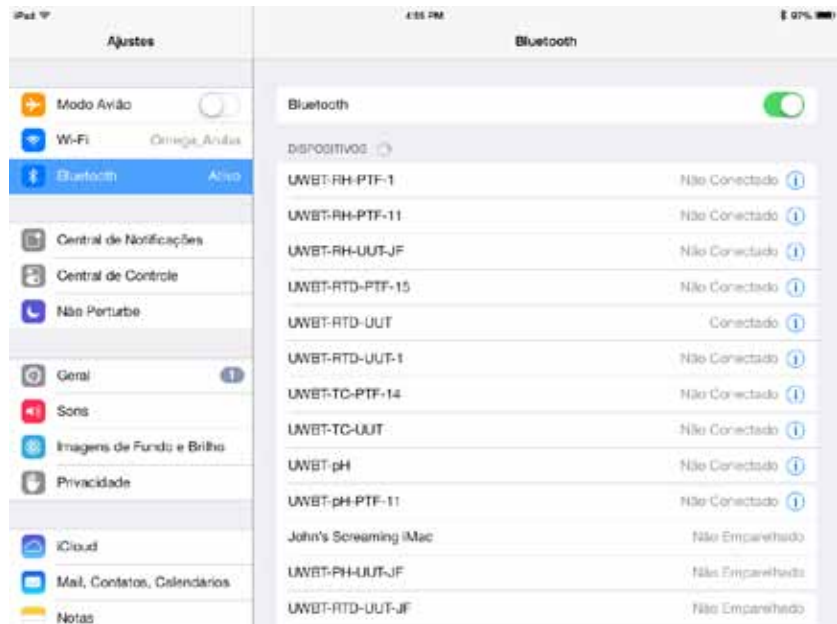 iPad
4:55 PM
97%
Ajustes
Bluetooth
Modo Avião
Wi-Fi
Omega_Aruba
Bluetooth
Ativo
Central de Notificações
Central de Controle
Não Perturbe
Geral
1
Sons
Imagens de Fundo e Brilho
Privacidade
iCloud
Mail, Contatos, Calendários
Notas
Bluetooth
DISPOSITIVOS
UWBT-RH-PTF-1 Não Conectado
UWBT-RH-PTF-11 Não Conectado
UWBT-RH-UUT-JF Não Conectado
UWBT-RTD-PTF-15 Não Conectado
UWBT-RTD-UUT Conectado
UWBT-RTD-UUT-1 Não Conectado
UWBT-TC-PTF-14 Não Conectado
UWBT-TC-UUT Não Conectado
UWBT-pH Não Conectado
UWBT-pH-PTF-11 Não Conectado
John's Screaming iMac Não Emparelhado
UWBT-PH-UUT-JF Não Emparelhado
UWBT-RTD-UUT-JF Não Emparelhado